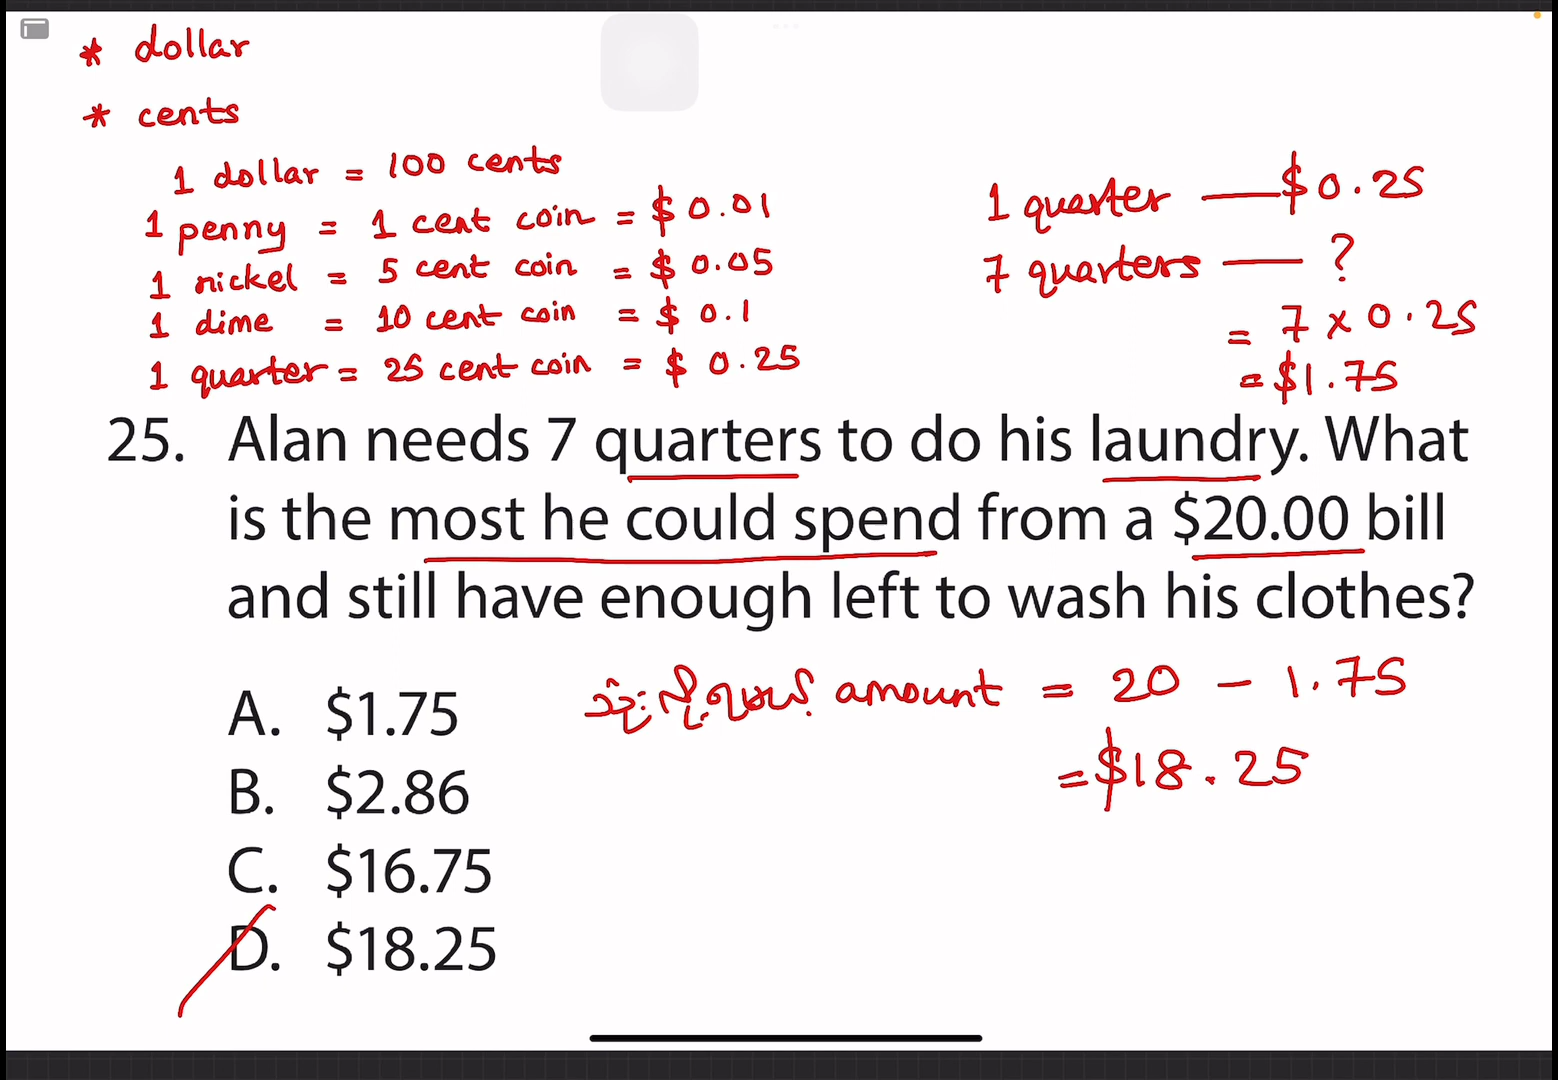 * dollar
* cents
1 dollar = 100 cents
1 penny = 1 cent coin = $ 0.01
1 nickel = 5 cent coin = $ 0.05
1 dime = 10 cent coin = $ 0.1
1 quarter = 25 cent coin = $ 0.25
1 quarter — $0.25
7 quarters — ?
= 7 x 0.25
= $1.75
25. Alan needs 7 quarters to do his laundry. What
is the most he could spend from a $20.00 bill
and still have enough left to wash his clothes?
amount = 20 - 1.75
= $18.25
A. $1.75
B. $2.86
C. $16.75
D. $18.25